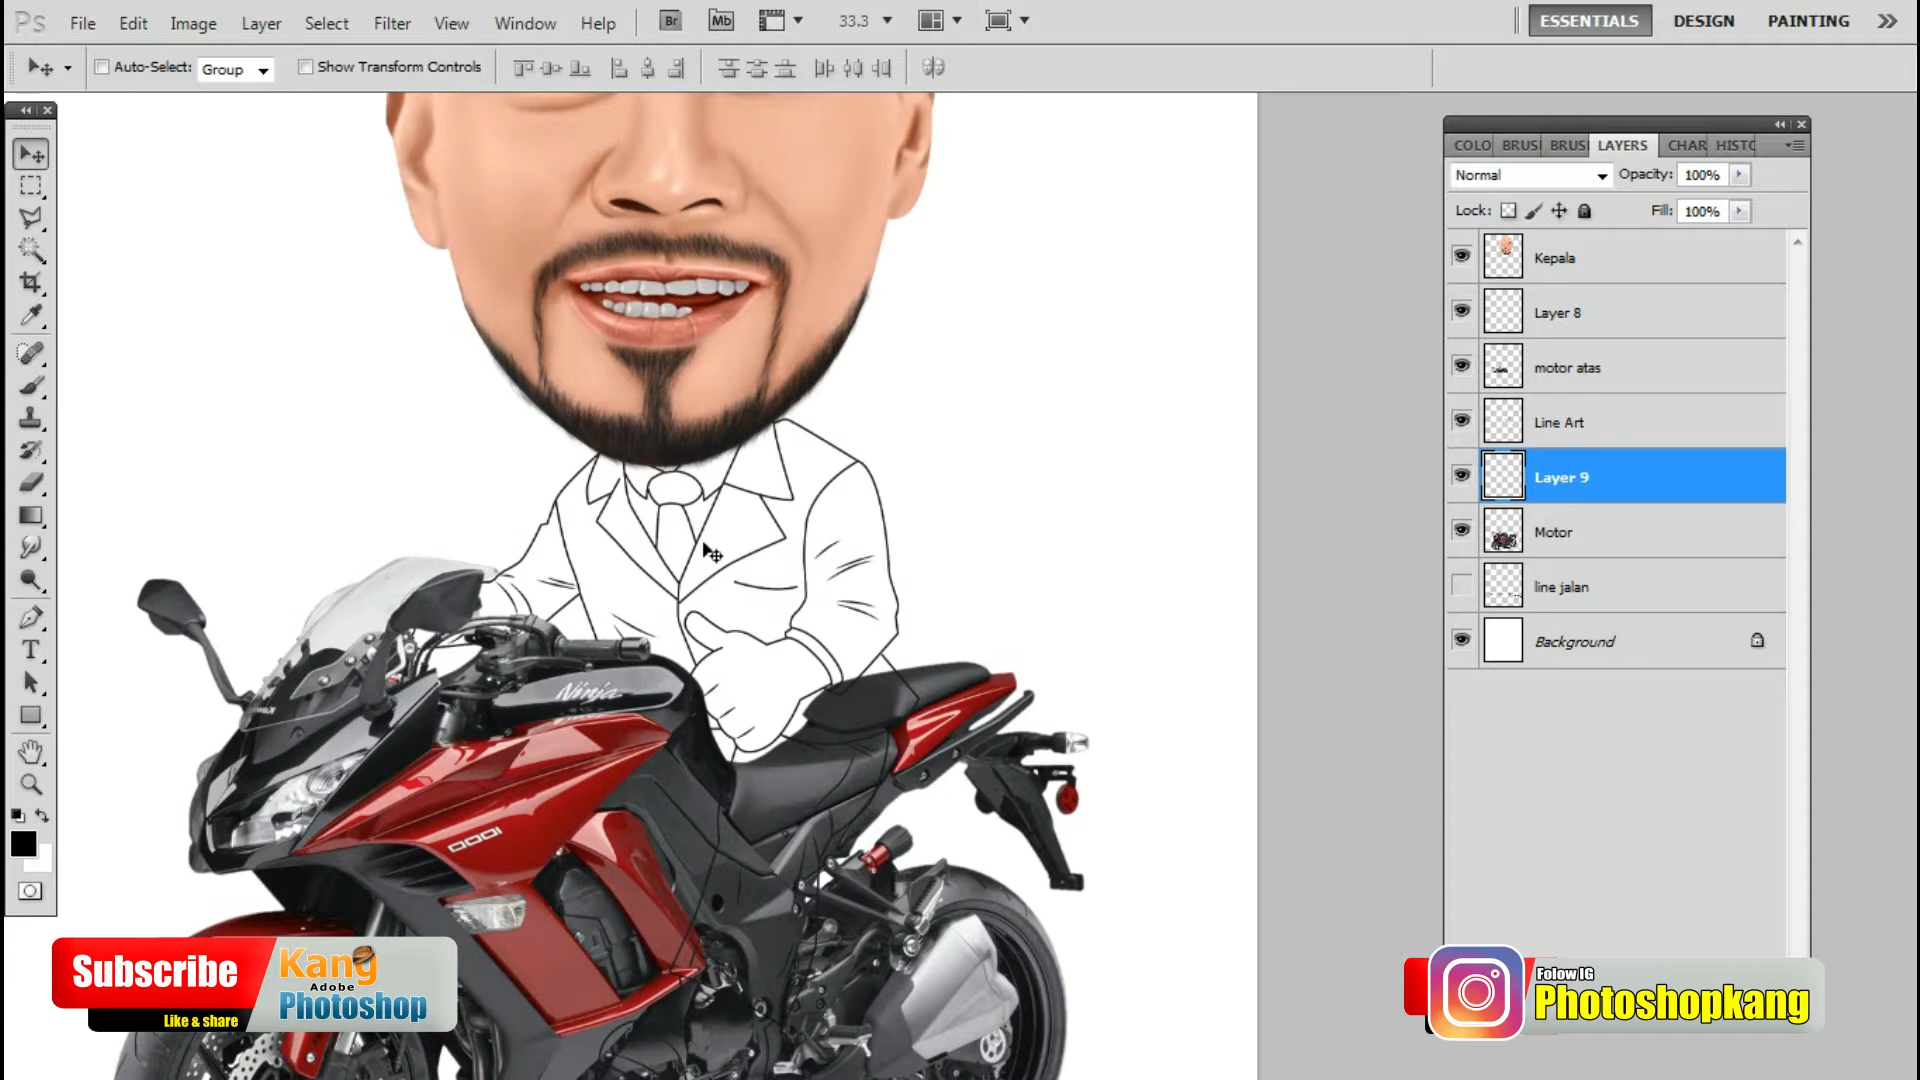 Ps File Edit Image Layer Select Filter View Window Help Br Mb 33.3 ESSENTIALS DESIGN PAINTING
Auto-Select: Group Show Transform Controls
COLO BRUSI BRUSI LAYERS CHAR HISTO
Normal Opacity: 100%
Lock: Fill: 100%
Kepala
Layer 8
motor atas
Line Art
Layer 9
Motor
line jalan
Background
Ninja
1000
Subscribe
Like & share
Kang
Adobe
Photoshop
Folow IG
Photoshopkang